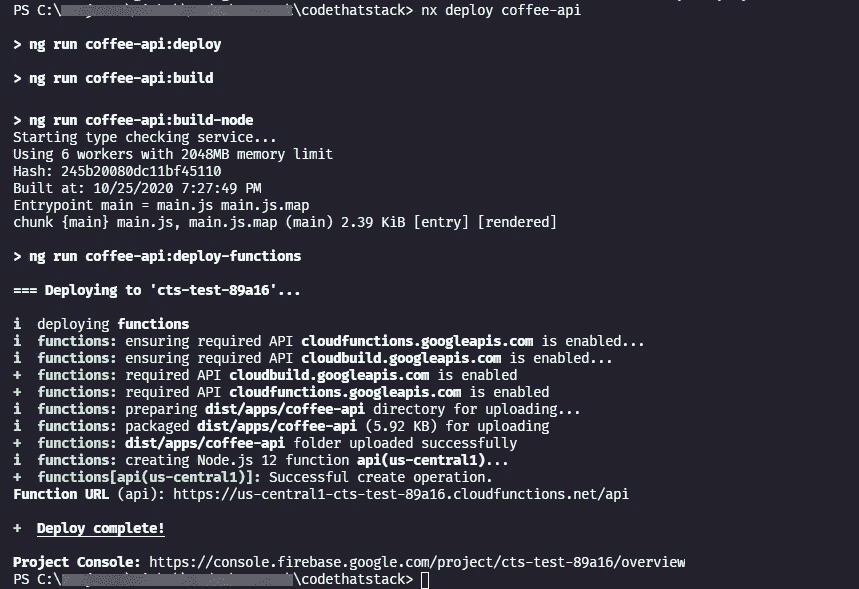 PS C:\ \codethatstack> nx deploy coffee-api
> ng run coffee-api:deploy
> ng run coffee-api:build
> ng run coffee-api:build-node
Starting type checking service...
Using 6 workers with 2048MB memory limit
Hash: 245b20080dc11bf45110
Built at: 10/25/2020 7:27:49 PM
Entrypoint main = main.js main.js.map
chunk {main} main.js, main.js.map (main) 2.39 KiB [entry] [rendered]
> ng run coffee-api:deploy-functions
=== Deploying to 'cts-test-89a16'...
i deploying functions
i functions: ensuring required API cloudfunctions.googleapis.com is enabled...
i functions: ensuring required API cloudbuild.googleapis.com is enabled...
+ functions: required API cloudbuild.googleapis.com is enabled
+ functions: required API cloudfunctions.googleapis.com is enabled
i functions: preparing dist/apps/coffee-api directory for uploading...
i functions: packaged dist/apps/coffee-api (5.92 KB) for uploading
+ functions: dist/apps/coffee-api folder uploaded successfully
i functions: creating Node.js 12 function api(us-central1)...
+ functions[api(us-central1)]: Successful create operation.
Function URL (api): https://us-central1-cts-test-89a16.cloudfunctions.net/api
+ Deploy complete!
Project Console: https://console.firebase.google.com/project/cts-test-89a16/overview
PS C:\ \codethatstack>